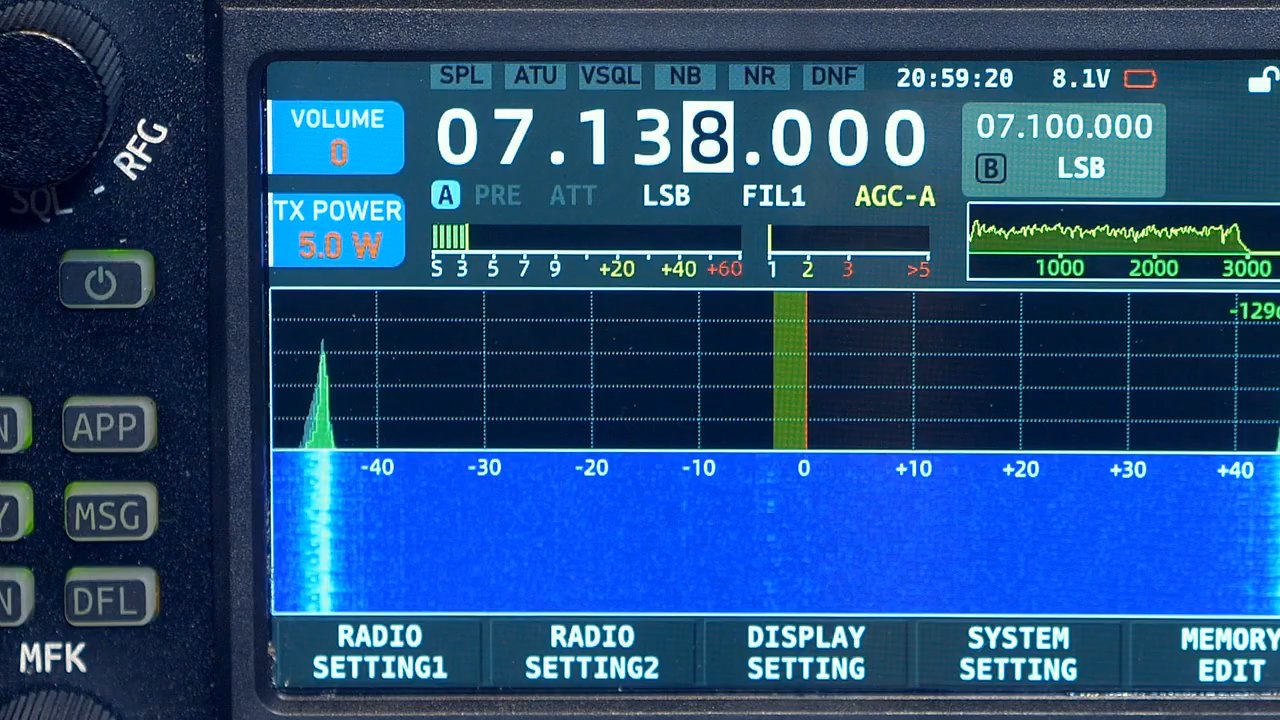 SPL ATU VSQL NB NR DNF 20:59:20 8.1V
VOLUME
0
07.138.000
07.100.000
B LSB
A PRE ATT LSB FIL1 AGC-A
TX POWER
5.0 W
S 3 5 7 9 +20 +40 +60
1 2 3 >5
1000 2000 3000
-129
-40 -30 -20 -10 0 +10 +20 +30 +40
RADIO
SETTING1
RADIO
SETTING2
DISPLAY
SETTING
SYSTEM
SETTING
MEMORY
EDIT
RFG
SQL
N APP
Y MSG
N DFL
MFK